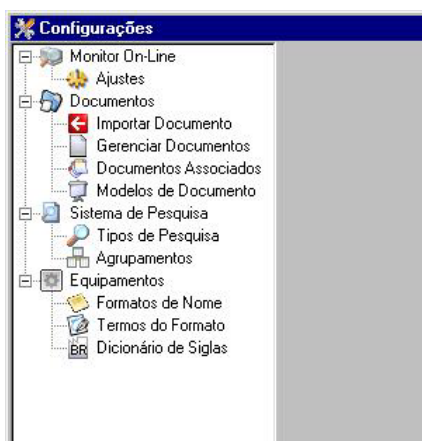 Configurações
Monitor On-Line
Ajustes
Documentos
Importar Documento
Gerenciar Documentos
Documentos Associados
Modelos de Documento
Sistema de Pesquisa
Tipos de Pesquisa
Agrupamentos
Equipamentos
Formatos de Nome
Termos do Formato
BR Dicionário de Siglas